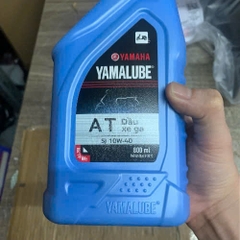 YAMAHA
YAMALUBE®
AT Dầu
xe ga
SJ 10W-40
800 ml
YAMALUBE®